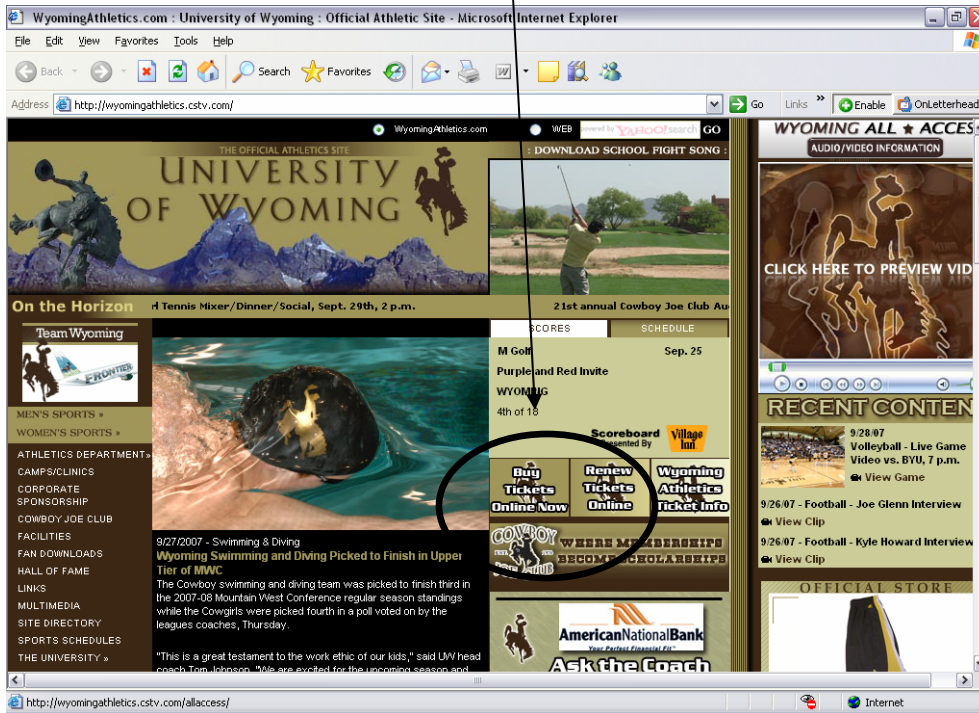 WyomingAthletics.com : University of Wyoming : Official Athletic Site - Microsoft Internet Explorer
File Edit View Favorites Tools Help
Back Search Favorites
Address http://wyomingathletics.cstv.com/ Go Links » Enable OnLetterhead
WyomingAthletics.com WEB powered by YAHOO! search GO
THE OFFICIAL ATHLETICS SITE
UNIVERSITY
OF WYOMING
: DOWNLOAD SCHOOL FIGHT SONG :
WYOMING ALL ★ ACCES
AUDIO/VIDEO INFORMATION
CLICK HERE TO PREVIEW VID
On the Horizon d Tennis Mixer/Dinner/Social, Sept. 29th, 2 p.m. 21st annual Cowboy Joe Club Au
Team Wyoming
FRONTIER
MEN'S SPORTS »
WOMEN'S SPORTS »
ATHLETICS DEPARTMENT»
CAMPS/CLINICS
CORPORATE
SPONSORSHIP
COWBOY JOE CLUB
FACILITIES
FAN DOWNLOADS
HALL OF FAME
LINKS
MULTIMEDIA
SITE DIRECTORY
SPORTS SCHEDULES
THE UNIVERSITY »
9/27/2007 - Swimming & Diving
Wyoming Swimming and Diving Picked to Finish in Upper
Tier of MWC
The Cowboy swimming and diving team was picked to finish third in
the 2007-08 Mountain West Conference regular season standings
while the Cowgirls were picked fourth in a poll voted on by the
leagues coaches, Thursday.
"This is a great testament to the work ethic of our kids," said UW head
coach Tom Johnson. "We are excited for the upcoming season and
SCORES SCHEDULE
M Golf Sep. 25
Purple and Red Invite
WYOMING
4th of 18
Scoreboard
Presented By
Village
Inn
Buy
Tickets
Online Now
Renew
Tickets
Online
Wyoming
Athletics
Ticket Info
COWBOY
JOE CLUB
WHERE MEMBERSHIPS
BECOME SCHOLARSHIPS
AmericanNationalBank
Your Perfect Financial Fit
Ask the Coach
RECENT CONTEN
9/28/07
Volleyball - Live Game
Video vs. BYU, 7 p.m.
View Game
9/26/07 - Football - Joe Glenn Interview
View Clip
9/26/07 - Football - Kyle Howard Interview
View Clip
OFFICIAL STORE
http://wyomingathletics.cstv.com/allaccess/ Internet